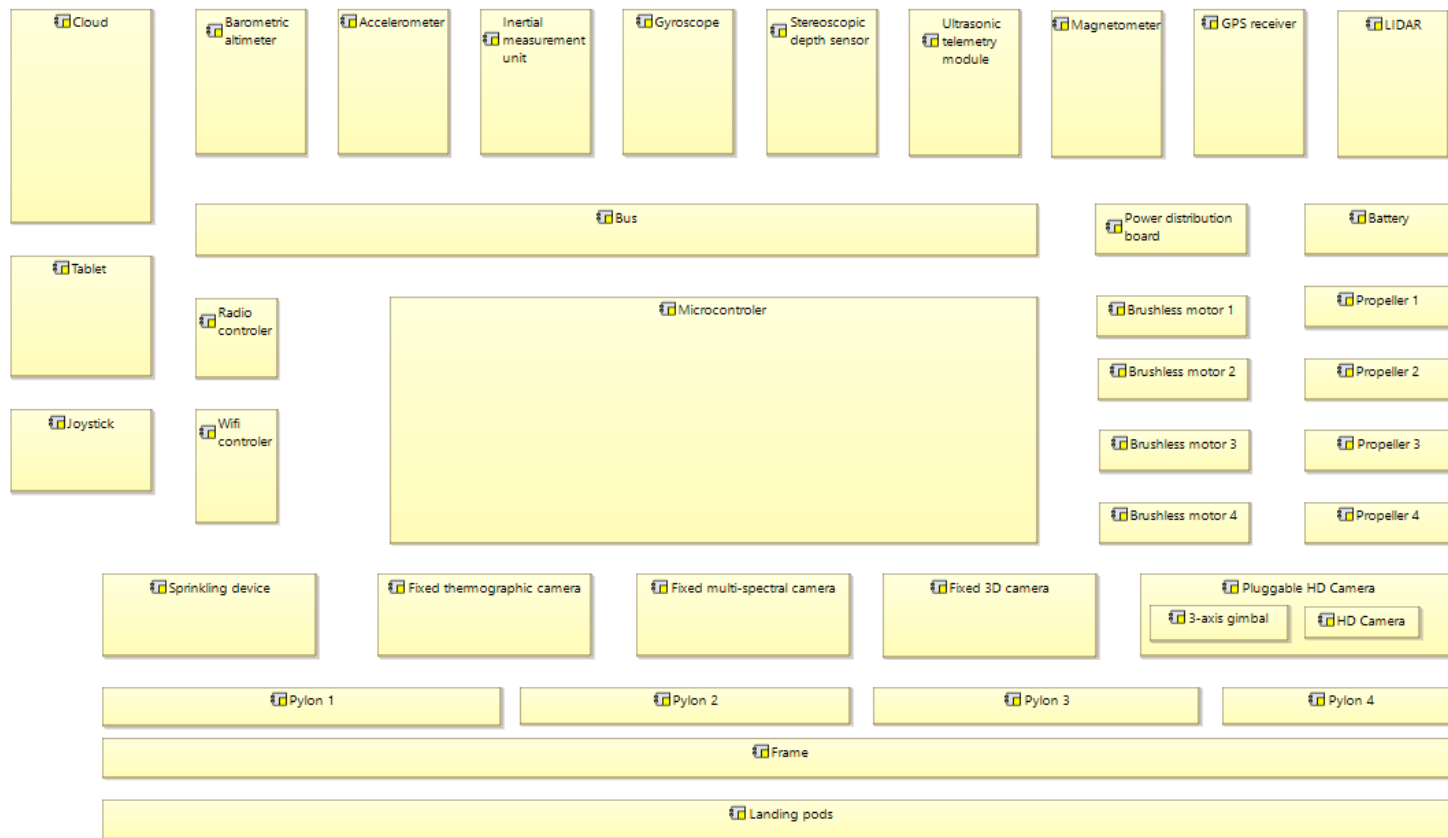 Cloud
Barometric
altimeter
Accelerometer
Inertial
measurement
unit
Gyroscope
Stereoscopic
depth sensor
Ultrasonic
telemetry
module
Magnetometer
GPS receiver
LIDAR
Bus
Power distribution
board
Battery
Tablet
Radio
controler
Microcontroler
Brushless motor 1
Propeller 1
Brushless motor 2
Propeller 2
Joystick
Wifi
controler
Brushless motor 3
Propeller 3
Brushless motor 4
Propeller 4
Sprinkling device
Fixed thermographic camera
Fixed multi-spectral camera
Fixed 3D camera
Pluggable HD Camera
3-axis gimbal
HD Camera
Pylon 1
Pylon 2
Pylon 3
Pylon 4
Frame
Landing pods